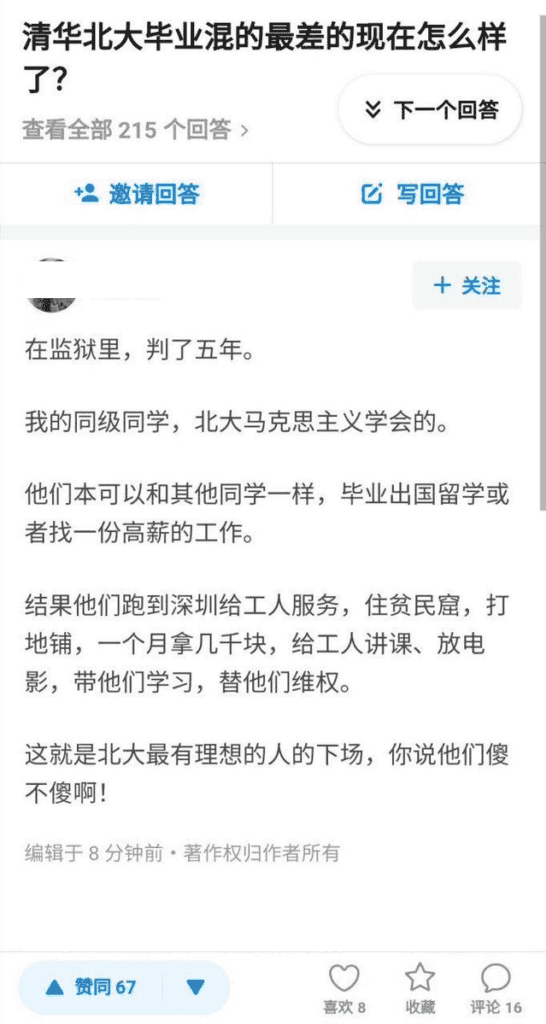 清华北大毕业混的最差的现在怎么样
了？
下一个回答
查看全部 215 个回答 >
邀请回答
写回答
+ 关注
在监狱里，判了五年。
我的同级同学，北大马克思主义学会的。
他们本可以和其他同学一样，毕业出国留学或
者找一份高薪的工作。
结果他们跑到深圳给工人服务，住贫民窟，打
地铺，一个月拿几千块，给工人讲课、放电
影，带他们学习，替他们维权。
这就是北大最有理想的人的下场，你说他们傻
不傻啊！
编辑于 8 分钟前・著作权归作者所有
赞同 67
喜欢 8
收藏
评论 16